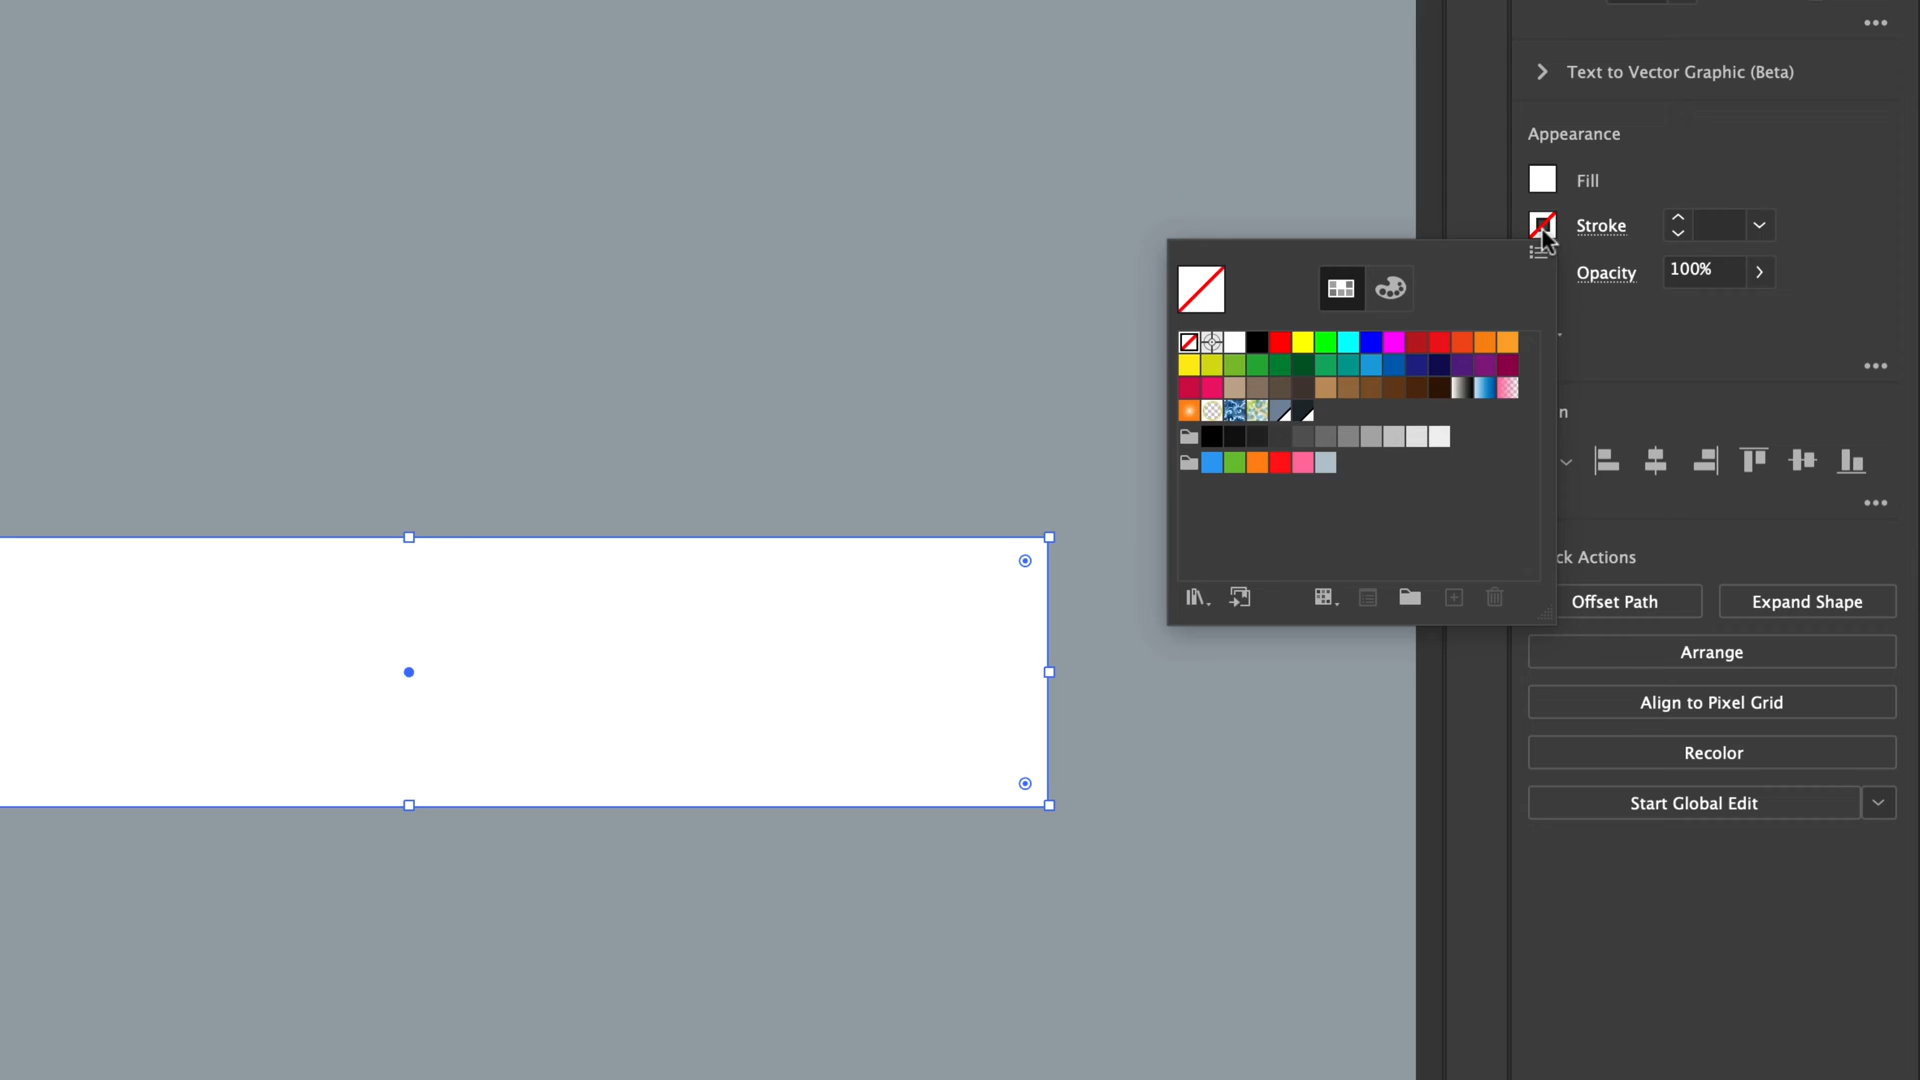 Text to Vector Graphic (Beta)
Appearance
Fill
Stroke
Opacity 100%
n
ck Actions
Offset Path Expand Shape
Arrange
Align to Pixel Grid
Recolor
Start Global Edit